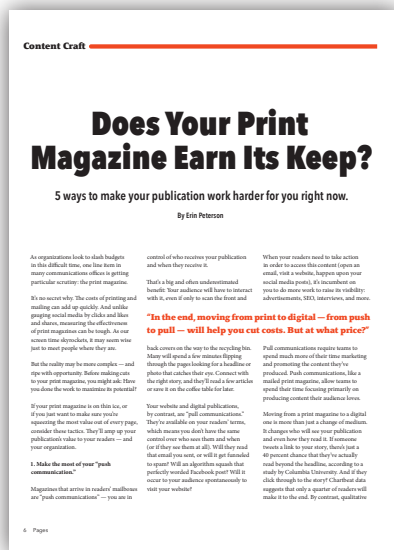 Content Craft
Does Your Print
Magazine Earn Its Keep?
5 ways to make your publication work harder for you right now.
By Erin Peterson
As organizations look to slash budgets
in this difficult time, one line item in
many communications offices is getting
particular scrutiny: the print magazine.
It's no secret why. The costs of printing and
mailing can add up quickly. And unlike
gauging social media by clicks and likes
and shares, measuring the effectiveness
of print magazines can be tough. As our
screen time skyrockets, it may seem wise
just to meet people where they are.
But the reality may be more complex — and
ripe with opportunity. Before making cuts
to your print magazine, you might ask: Have
you done the work to maximize its potential?
If your print magazine is on thin ice, or
if you just want to make sure you're
squeezing the most value out of every page,
consider these tactics. They'll amp up your
publication's value to your readers — and
your organization.
1. Make the most of your "push
communication."
Magazines that arrive in readers' mailboxes
are "push communications" — you are in
control of who receives your publication
and when they receive it.
That's a big and often underestimated
benefit: Your audience will have to interact
with it, even if only to scan the front and
back covers on the way to the recycling bin.
Many will spend a few minutes flipping
through the pages looking for a headline or
photo that catches their eye. Connect with
the right story, and they'll read a few articles
or save it on the coffee table for later.
Your website and digital publications,
by contrast, are "pull communications."
They're available on your readers' terms,
which means you don't have the same
control over who sees them and when
(or if they see them at all). Will they read
that email you sent, or will it get funneled
to spam? Will an algorithm squash that
perfectly worded Facebook post? Will it
occur to your audience spontaneously to
visit your website?
When your readers need to take action
in order to access this content (open an
email, visit a website, happen upon your
social media posts), it's incumbent on
you to do more work to raise its visibility:
advertisements, SEO, interviews, and more.
"In the end, moving from print to digital — from push
to pull — will help you cut costs. But at what price?"
Pull communications require teams to
spend much more of their time marketing
and promoting the content they've
produced. Push communications, like a
mailed print magazine, allow teams to
spend their time focusing primarily on
producing content their audience loves.
Moving from a print magazine to a digital
one is more than just a change of medium.
It changes who will see your publication
and even how they read it. If someone
tweets a link to your story, there's just a
40 percent chance that they've actually
read beyond the headline, according to a
study by Columbia University. And if they
click through to the story? Chartbeat data
suggests that only a quarter of readers will
make it to the end. By contrast, qualitative
6 Pages